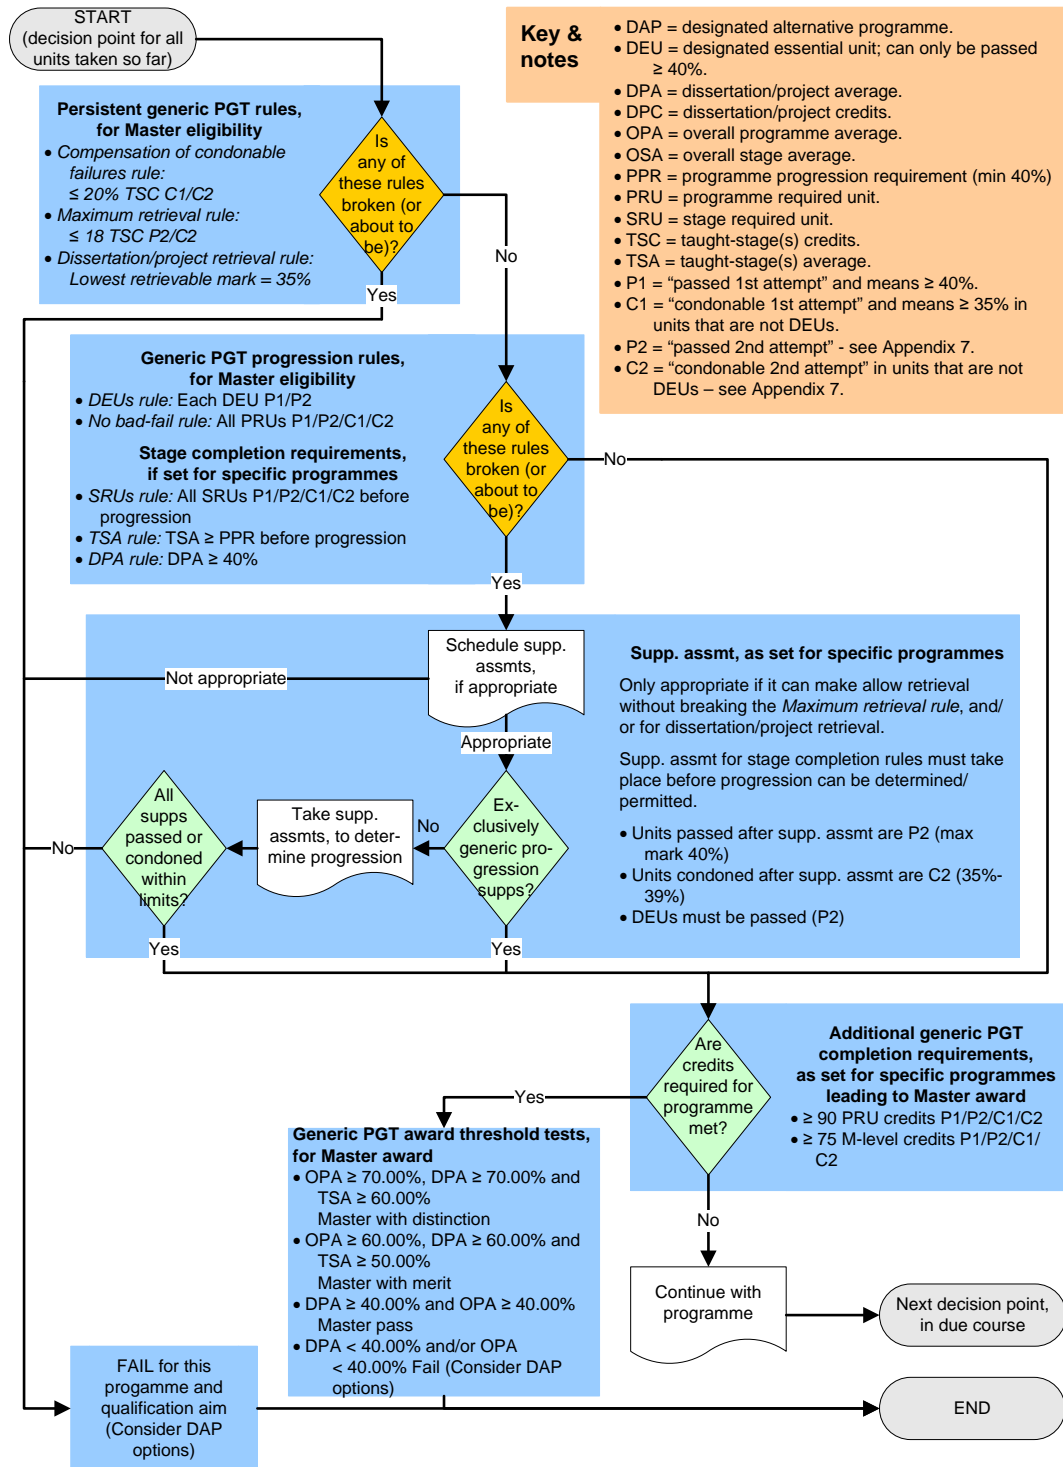 START
(decision point for all
units taken so far)
Key &
notes
• DAP = designated alternative programme.
• DEU = designated essential unit; can only be passed
≥ 40%.
• DPA = dissertation/project average.
• DPC = dissertation/project credits.
• OPA = overall programme average.
• OSA = overall stage average.
• PPR = programme progression requirement (min 40%)
• PRU = programme required unit.
• SRU = stage required unit.
• TSC = taught-stage(s) credits.
• TSA = taught-stage(s) average.
• P1 = “passed 1st attempt” and means ≥ 40%.
• C1 = “condonable 1st attempt” and means ≥ 35% in
units that are not DEUs.
• P2 = “passed 2nd attempt” - see Appendix 7.
• C2 = “condonable 2nd attempt” in units that are not
DEUs – see Appendix 7.
Persistent generic PGT rules,
for Master eligibility
• Compensation of condonable
failures rule:
≤ 20% TSC C1/C2
• Maximum retrieval rule:
≤ 18 TSC P2/C2
• Dissertation/project retrieval rule:
Lowest retrievable mark = 35%
Is
any of
these rules
broken (or
about to
be)?
No
Yes
Generic PGT progression rules,
for Master eligibility
• DEUs rule: Each DEU P1/P2
• No bad-fail rule: All PRUs P1/P2/C1/C2
Stage completion requirements,
if set for specific programmes
• SRUs rule: All SRUs P1/P2/C1/C2 before
progression
• TSA rule: TSA ≥ PPR before progression
• DPA rule: DPA ≥ 40%
Is
any of
these rules
broken (or
about to
be)?
No
Yes
Schedule supp.
assmts,
if appropriate
Not appropriate
Appropriate
Supp. assmt, as set for specific programmes
Only appropriate if it can make allow retrieval
without breaking the Maximum retrieval rule, and/
or for dissertation/project retrieval.
Supp. assmt for stage completion rules must take
place before progression can be determined/
permitted.
• Units passed after supp. assmt are P2 (max
mark 40%)
• Units condoned after supp. assmt are C2 (35%-
39%)
• DEUs must be passed (P2)
All
supps
passed or
condoned
within
limits?
No
Take supp.
assmts, to deter-
mine progression
No
Ex-
clusively
generic pro-
gression
supps?
Yes
Yes
Are
credits
required for
programme
met?
Additional generic PGT
completion requirements,
as set for specific programmes
leading to Master award
• ≥ 90 PRU credits P1/P2/C1/C2
• ≥ 75 M-level credits P1/P2/C1/
C2
Yes
No
Generic PGT award threshold tests,
for Master award
• OPA ≥ 70.00%, DPA ≥ 70.00% and
TSA ≥ 60.00%
Master with distinction
• OPA ≥ 60.00%, DPA ≥ 60.00% and
TSA ≥ 50.00%
Master with merit
• DPA ≥ 40.00% and OPA ≥ 40.00%
Master pass
• DPA < 40.00% and/or OPA
< 40.00% Fail (Consider DAP
options)
Continue with
programme
Next decision point,
in due course
FAIL for this
progamme and
qualification aim
(Consider DAP
options)
END